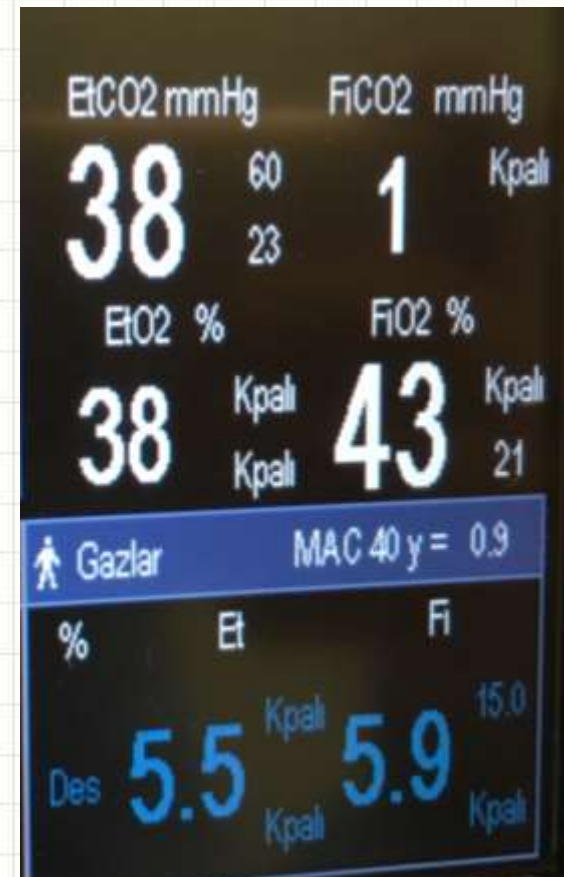 EtCO2 mmHg FiCO2 mmHg
38 60 1 Kpalı
23
EtO2 % FiO2 %
38 Kpalı 43 Kpalı
Kpalı 21
Gazlar MAC 40 y = 0.9
% Et Fi
Des 5.5 Kpalı 5.9 15.0
Kpalı Kpalı